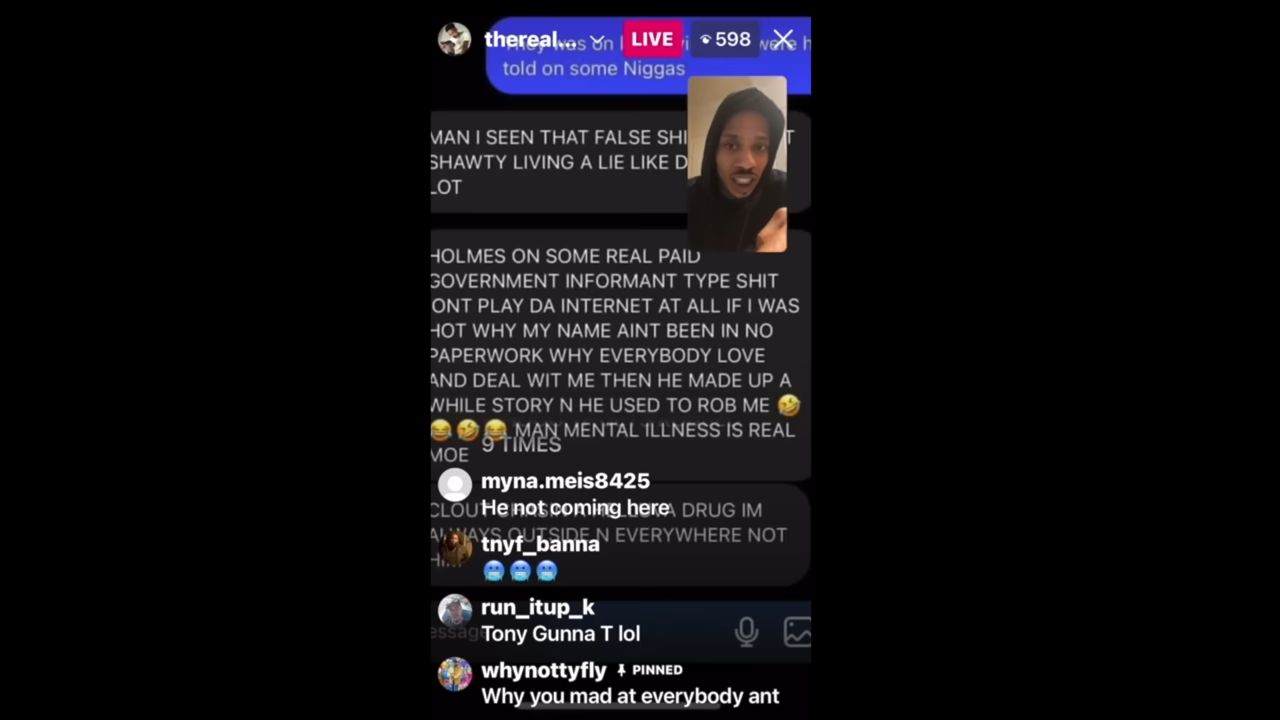 thereal...
LIVE
598
told on some Niggas
MAN I SEEN THAT FALSE SHI
SHAWTY LIVING A LIE LIKE D
LOT
HOLMES ON SOME REAL PAID
GOVERNMENT INFORMANT TYPE SHIT
ONT PLAY DA INTERNET AT ALL IF I WAS
HOT WHY MY NAME AINT BEEN IN NO
PAPERWORK WHY EVERYBODY LOVE
AND DEAL WIT ME THEN HE MADE UP A
WHILE STORY N HE USED TO ROB ME 🤣
😂🤣😂 MAN MENTAL ILLNESS IS REAL
MOE
9 TIMES
myna.meis8425
He not coming here
DRUG IM
ALWAYS OUTSIDE N EVERYWHERE NOT
tnyf_banna
🥶🥶🥶
run_itup_k
Tony Gunna T lol
whynottyfly PINNED
Why you mad at everybody ant